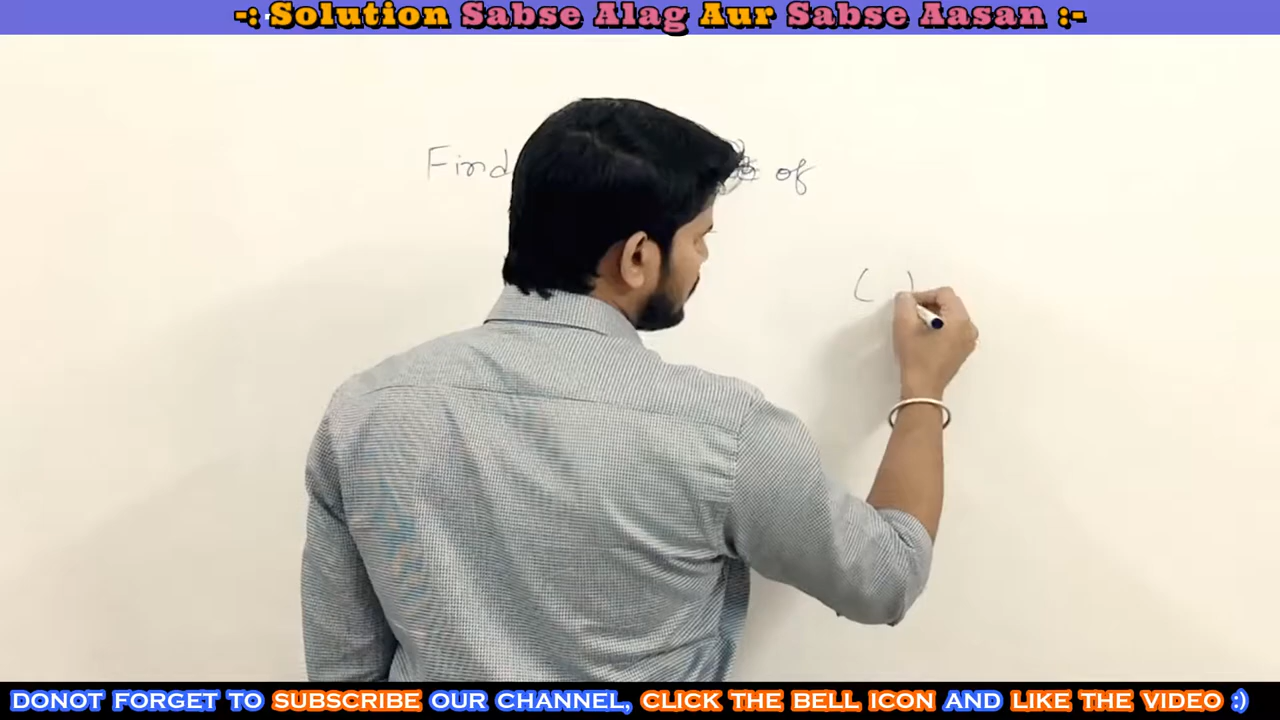 -: Solution Sabse Alag Aur Sabse Aasan :-
Find of
( )
DONOT FORGET TO SUBSCRIBE OUR CHANNEL, CLICK THE BELL ICON AND LIKE THE VIDEO :)